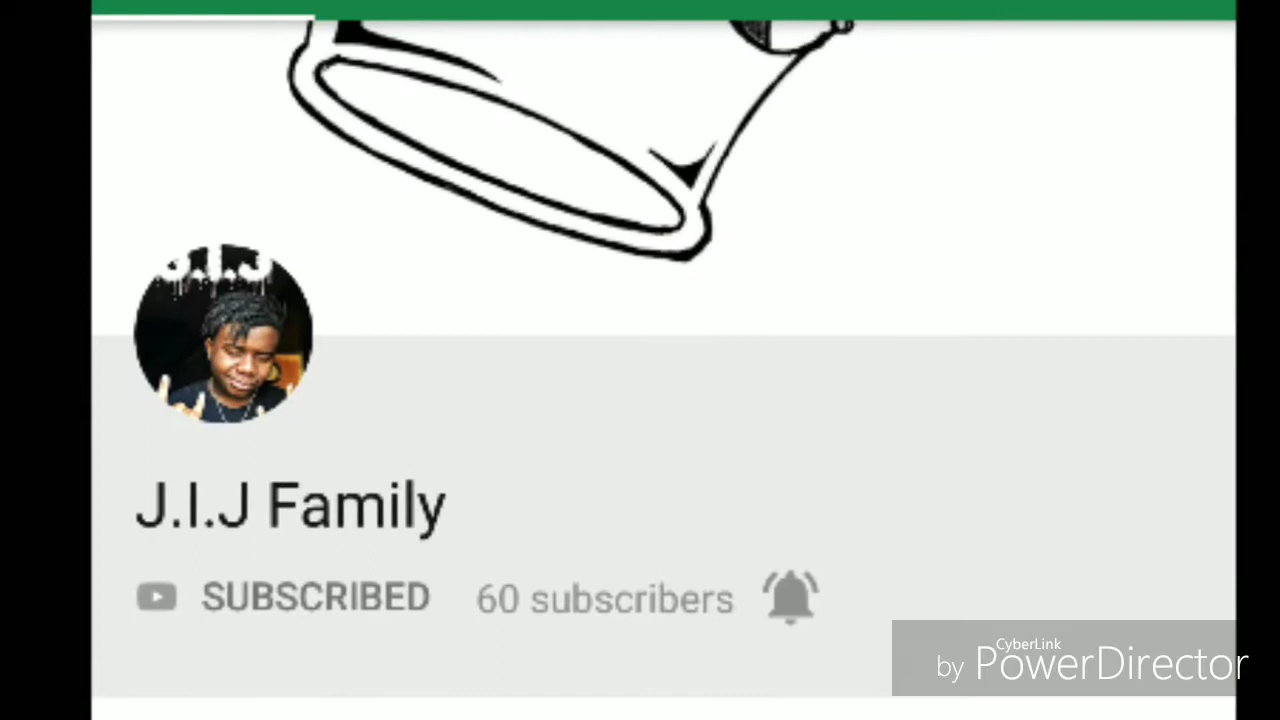 J.I.J
J.I.J Family
SUBSCRIBED 60 subscribers
CyberLink
by PowerDirector